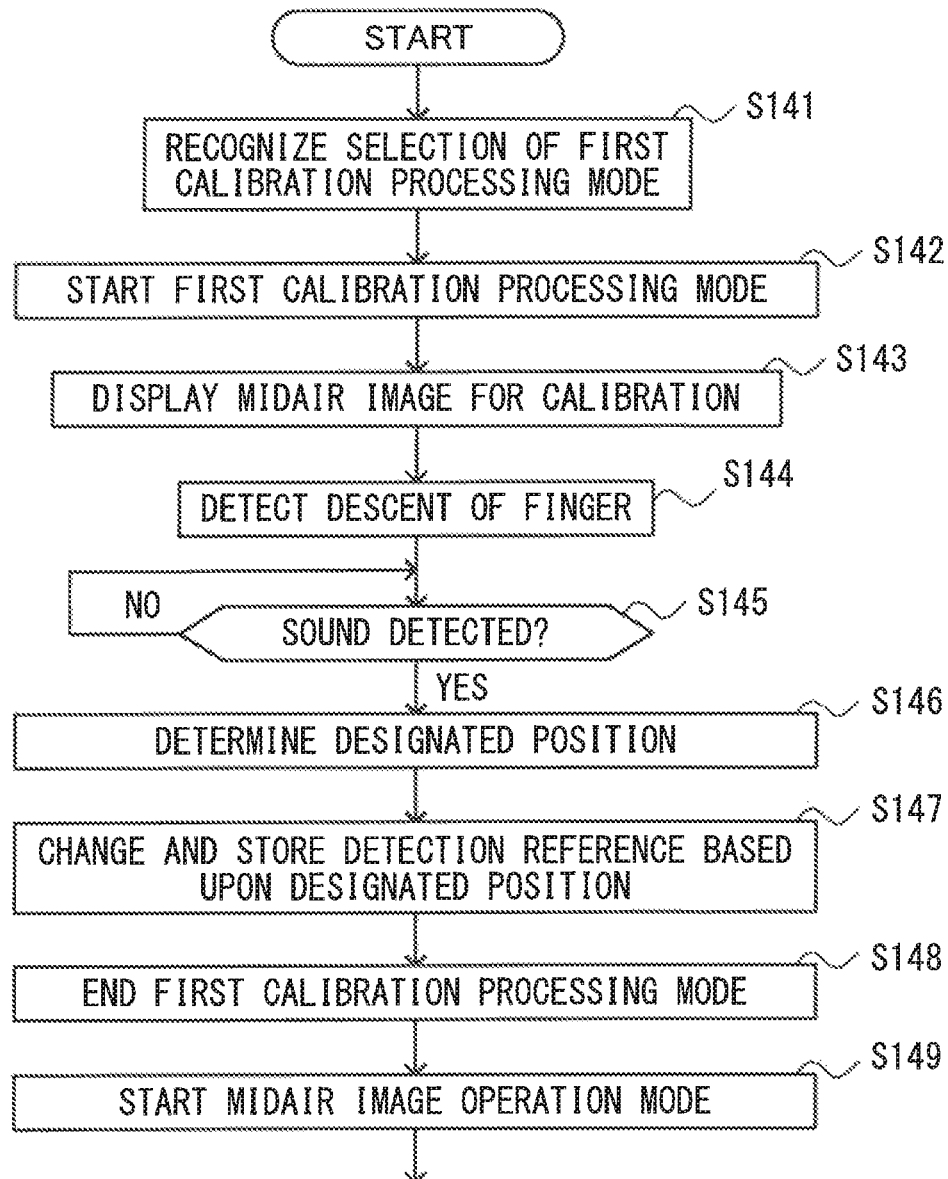 START
S141
RECOGNIZE SELECTION OF FIRST
CALIBRATION PROCESSING MODE
S142
START FIRST CALIBRATION PROCESSING MODE
S143
DISPLAY MIDAIR IMAGE FOR CALIBRATION
S144
DETECT DESCENT OF FINGER
S145
NO
SOUND DETECTED?
YES
S146
DETERMINE DESIGNATED POSITION
S147
CHANGE AND STORE DETECTION REFERENCE BASED
UPON DESIGNATED POSITION
S148
END FIRST CALIBRATION PROCESSING MODE
S149
START MIDAIR IMAGE OPERATION MODE